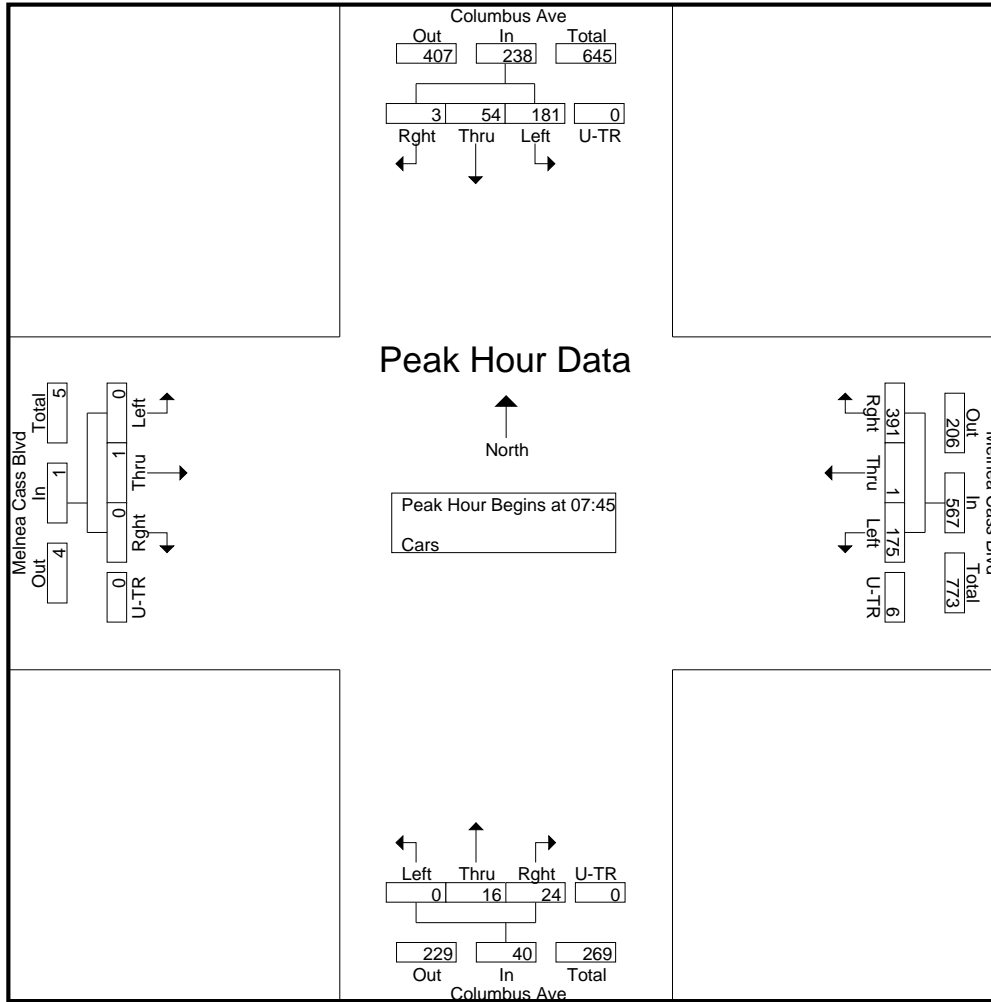 Columbus Ave
Out In Total
407 238 645
3 54 181 0
Rght Thru Left U-TR
Peak Hour Data
North
Peak Hour Begins at 07:45
Cars
Melnea Cass Blvd
Total In Out
5 1 4
0 1 0 0
Left Thru Rght U-TR
Melnea Cass Blvd
Out In Total
206 567 773
391 1 175 6
Rght Thru Left U-TR
Left Thru Rght U-TR
0 16 24 0
229 40 269
Out In Total
Columbus Ave